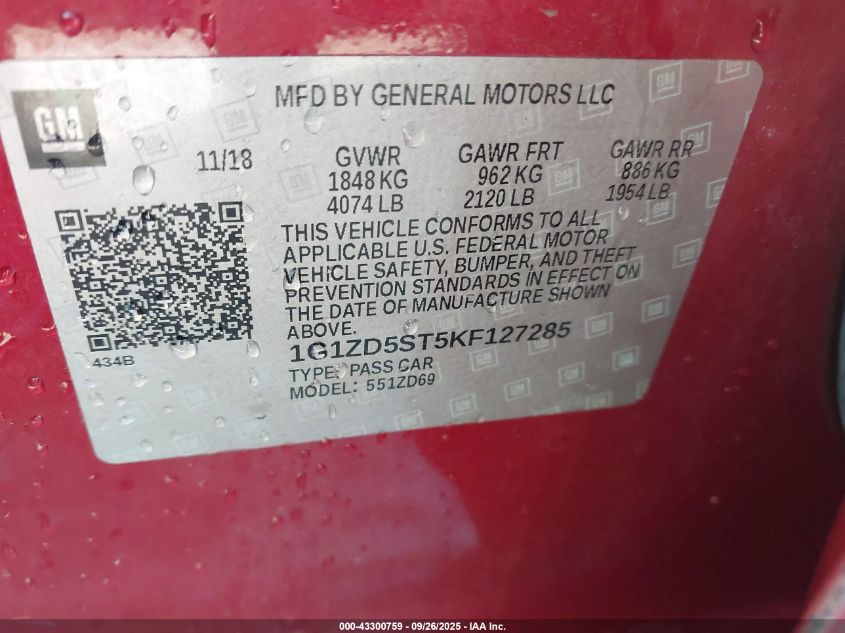 GM
MFD BY GENERAL MOTORS LLC
11/18
GVWR
1848 KG
4074 LB
GAWR FRT
962 KG
2120 LB
GAWR RR
886 KG
1954 LB
THIS VEHICLE CONFORMS TO ALL
APPLICABLE U.S. FEDERAL MOTOR
VEHICLE SAFETY, BUMPER, AND THEFT
PREVENTION STANDARDS IN EFFECT ON
THE DATE OF MANUFACTURE SHOWN
ABOVE.
1G1ZD5ST5KF127285
TYPE: PASS CAR
MODEL: 551ZD69
434B
000-43300759 - 09/26/2025 - IAA Inc.